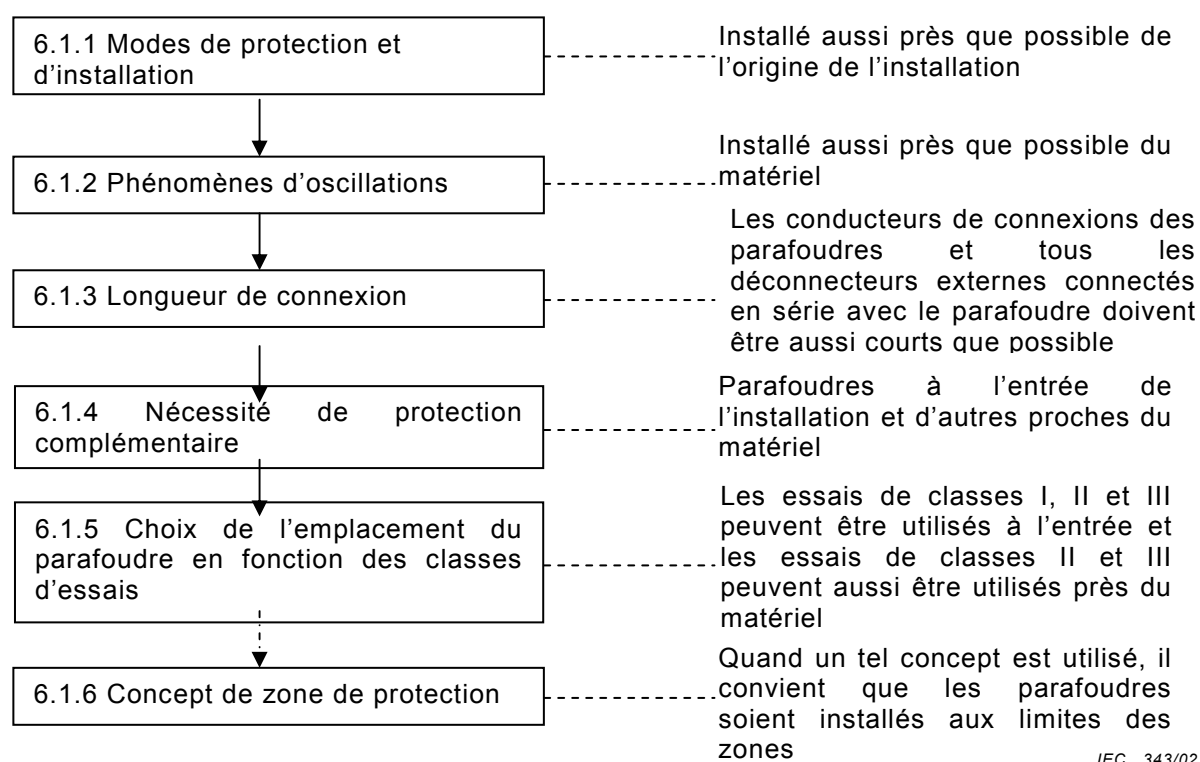 6.1.1 Modes de protection et
d’installation
Installé aussi près que possible de
l’origine de l’installation
6.1.2 Phénomènes d’oscillations
Installé aussi près que possible du
matériel
6.1.3 Longueur de connexion
Les conducteurs de connexions des
parafoudres et tous les
déconnecteurs externes connectés
en série avec le parafoudre doivent
être aussi courts que possible
6.1.4 Nécessité de protection
complémentaire
Parafoudres à l’entrée de
l’installation et d’autres proches du
matériel
6.1.5 Choix de l’emplacement du
parafoudre en fonction des classes
d’essais
Les essais de classes I, II et III
peuvent être utilisés à l’entrée et
les essais de classes II et III
peuvent aussi être utilisés près du
matériel
6.1.6 Concept de zone de protection
Quand un tel concept est utilisé, il
convient que les parafoudres
soient installés aux limites des
zones
IEC 343/02